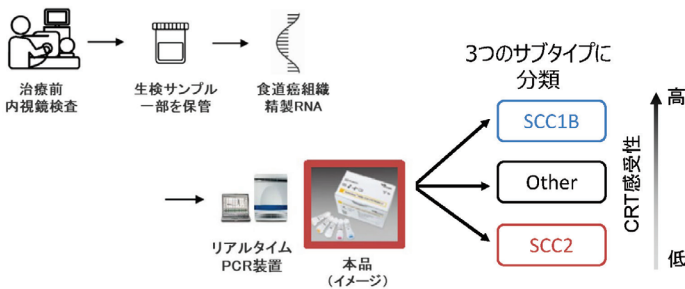 治療前
内視鏡検査
生検サンプル
一部を保管
食道癌組織
精製RNA
3つのサブタイプに
分類
SCC1B
Other
SCC2
高
CRT感受性
低
リアルタイム
PCR装置
本品
(イメージ)